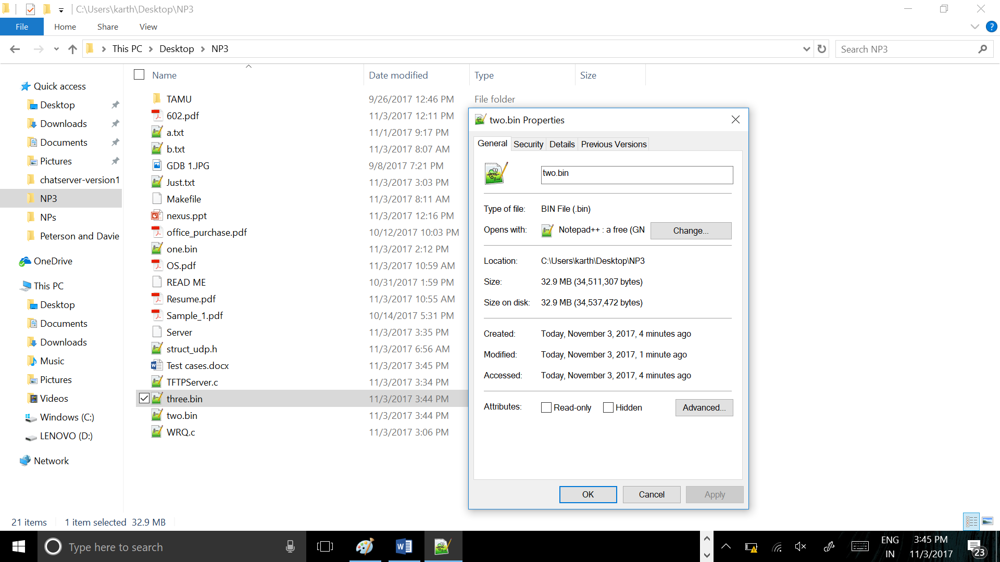 C:\Users\karth\Desktop\NP3
File Home Share View
This PC Desktop NP3
Search NP3
Name Date modified Type Size
Quick access
Desktop
Downloads
Documents
Pictures
chatserver-version1
NP3
NPs
Peterson and Davie
OneDrive
This PC
Desktop
Documents
Downloads
Music
Pictures
Videos
Windows (C:)
LENOVO (D:)
Network
TAMU 9/26/2017 12:46 PM File folder
602.pdf 11/3/2017 12:11 PM
a.txt 11/1/2017 9:17 PM
b.txt 11/3/2017 8:07 AM
GDB 1.JPG 9/8/2017 7:21 PM
Just.txt 11/3/2017 3:03 PM
Makefile 11/3/2017 8:11 AM
nexus.ppt 11/3/2017 12:16 PM
office_purchase.pdf 10/12/2017 10:03 PM
one.bin 11/3/2017 2:12 PM
OS.pdf 11/3/2017 10:59 AM
READ ME 10/31/2017 1:59 PM
Resume.pdf 11/3/2017 10:55 AM
Sample_1.pdf 10/14/2017 5:31 PM
Server 11/3/2017 3:35 PM
struct_udp.h 11/3/2017 6:56 AM
Test cases.docx 11/3/2017 3:45 PM
TFTPServer.c 11/3/2017 3:34 PM
three.bin 11/3/2017 3:44 PM
two.bin 11/3/2017 3:44 PM
WRQ.c 11/3/2017 3:06 PM
two.bin Properties
General Security Details Previous Versions
two.bin
Type of file: BIN File (.bin)
Opens with: Notepad++ : a free (GN Change...
Location: C:\Users\karth\Desktop\NP3
Size: 32.9 MB (34,511,307 bytes)
Size on disk: 32.9 MB (34,537,472 bytes)
Created: Today, November 3, 2017, 4 minutes ago
Modified: Today, November 3, 2017, 1 minute ago
Accessed: Today, November 3, 2017, 4 minutes ago
Attributes: Read-only Hidden Advanced...
OK Cancel Apply
21 items 1 item selected 32.9 MB
Type here to search
ENG
IN
3:45 PM
11/3/2017
23